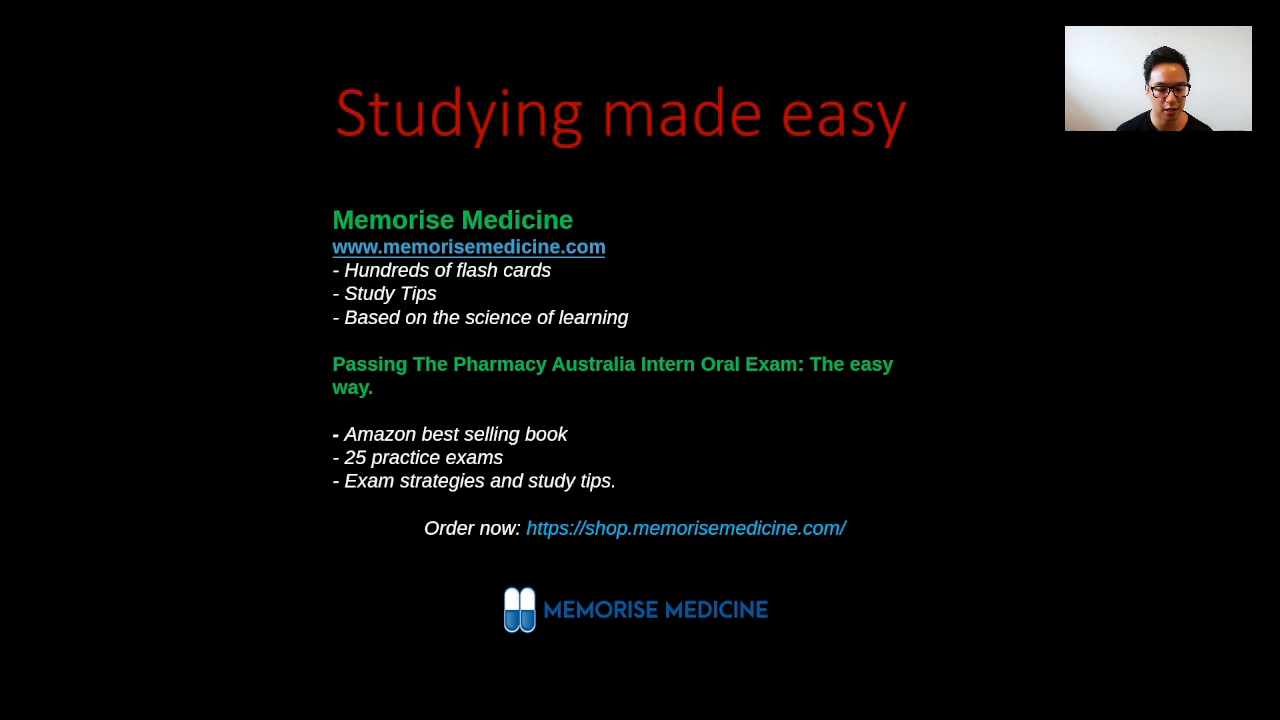 Studying made easy
Memorise Medicine
www.memorisemedicine.com
- Hundreds of flash cards
- Study Tips
- Based on the science of learning
Passing The Pharmacy Australia Intern Oral Exam: The easy
way.
- Amazon best selling book
- 25 practice exams
- Exam strategies and study tips.
Order now: https://shop.memorisemedicine.com/
MEMORISE MEDICINE